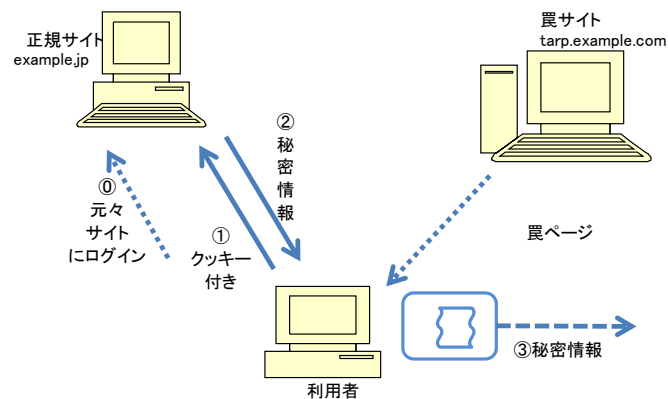 正規サイト
example.jp
罠サイト
tarp.example.com
⓪
元々
サイト
にログイン
①
クッキー
付き
②
秘
密
情
報
罠ページ
③秘密情報
利用者